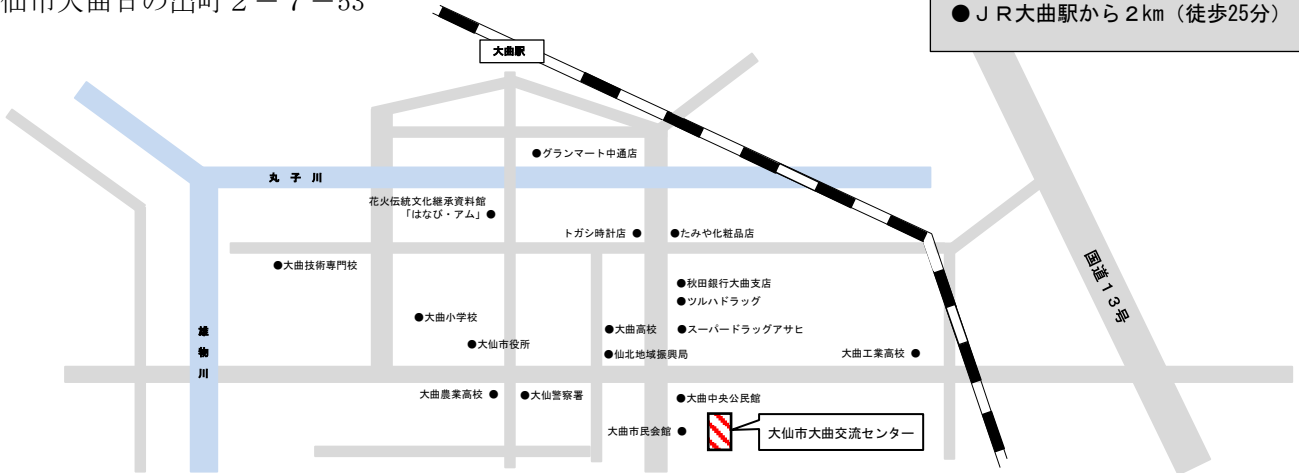 仙市大曲日の出町２－７－53
●ＪＲ大曲駅から２km（徒歩25分）
大曲駅
●グランマート中通店
丸子川
花火伝統文化継承資料館
「はなび・アム」●
トガシ時計店 ●
●たみや化粧品店
●大曲技術専門校
国道１３号
●秋田銀行大曲支店
●ツルハドラッグ
●大曲小学校
●大曲高校
●スーパードラッグアサヒ
雄物川
●大仙市役所
●仙北地域振興局
大曲工業高校 ●
大曲農業高校 ●
●大仙警察署
●大曲中央公民館
大曲市民会館 ●
大仙市大曲交流センター